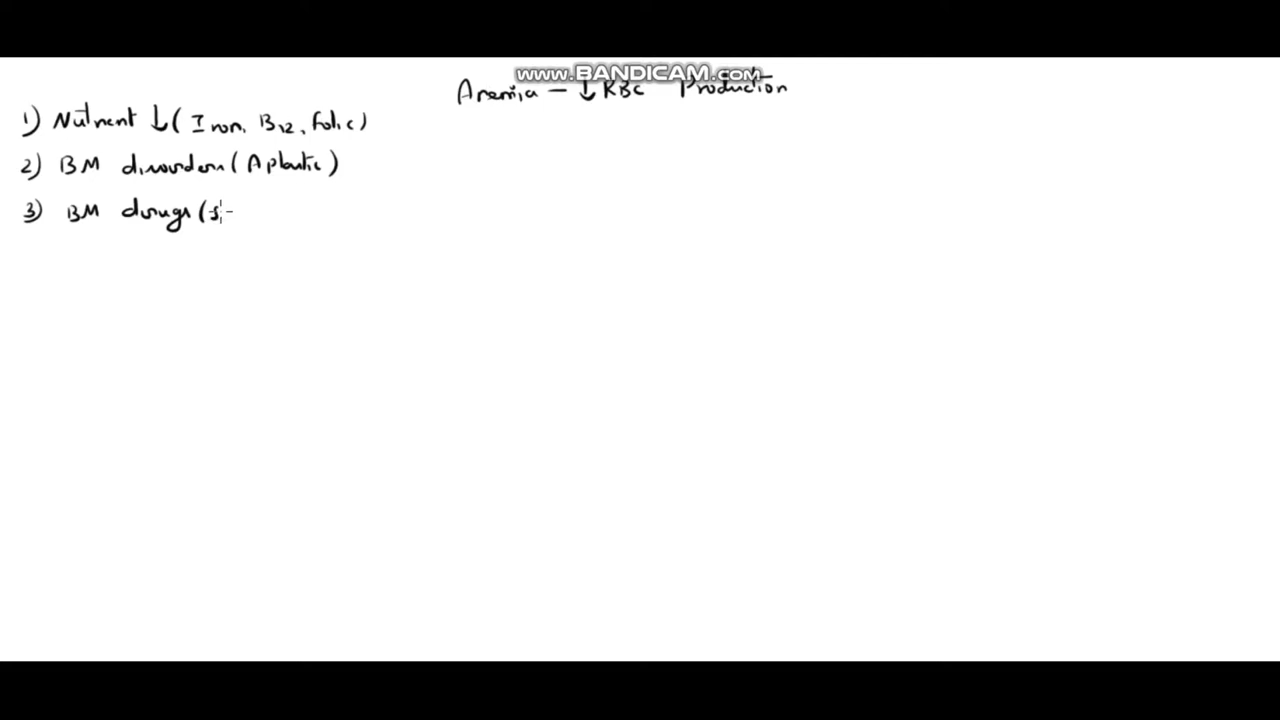 www.BANDICAM.com
Anemia – ↓ RBC Production
1) Nutrient ↓ ( Iron, B12, Folic )
2) BM disorders ( Aplastic )
3) BM drugs (